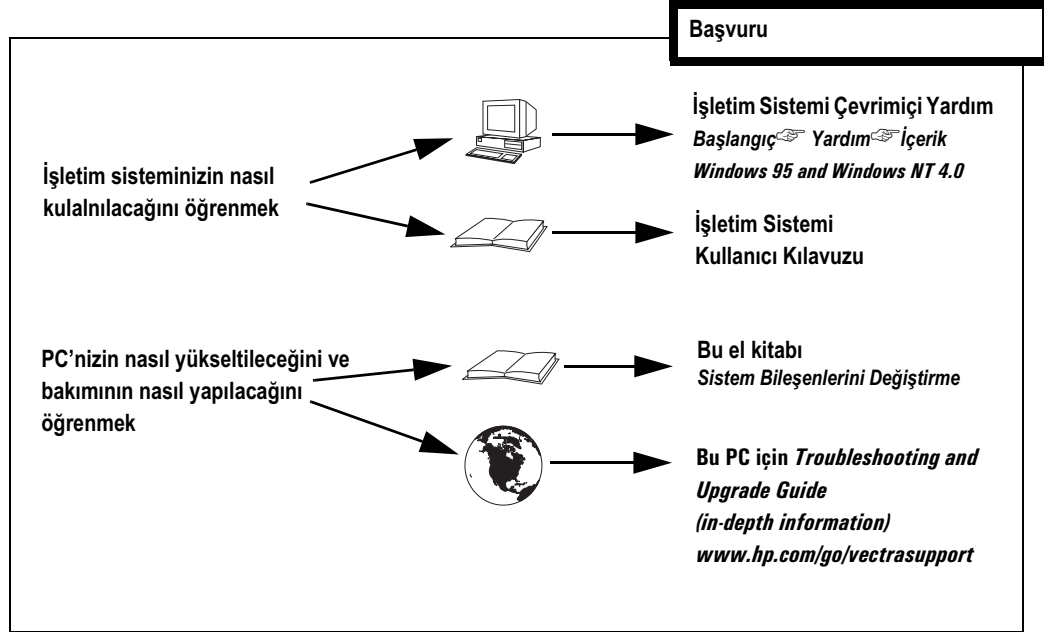 Başvuru
İşletim sisteminizin nasıl
kulalnılacağını öğrenmek
İşletim Sistemi Çevrimiçi Yardım
Başlangıç☞ Yardım☞ İçerik
Windows 95 and Windows NT 4.0
İşletim Sistemi
Kullanıcı Kılavuzu
PC’nizin nasıl yükseltileceğini ve
bakımının nasıl yapılacağını
öğrenmek
Bu el kitabı
Sistem Bileşenlerini Değiştirme
Bu PC için Troubleshooting and
Upgrade Guide
(in-depth information)
www.hp.com/go/vectrasupport